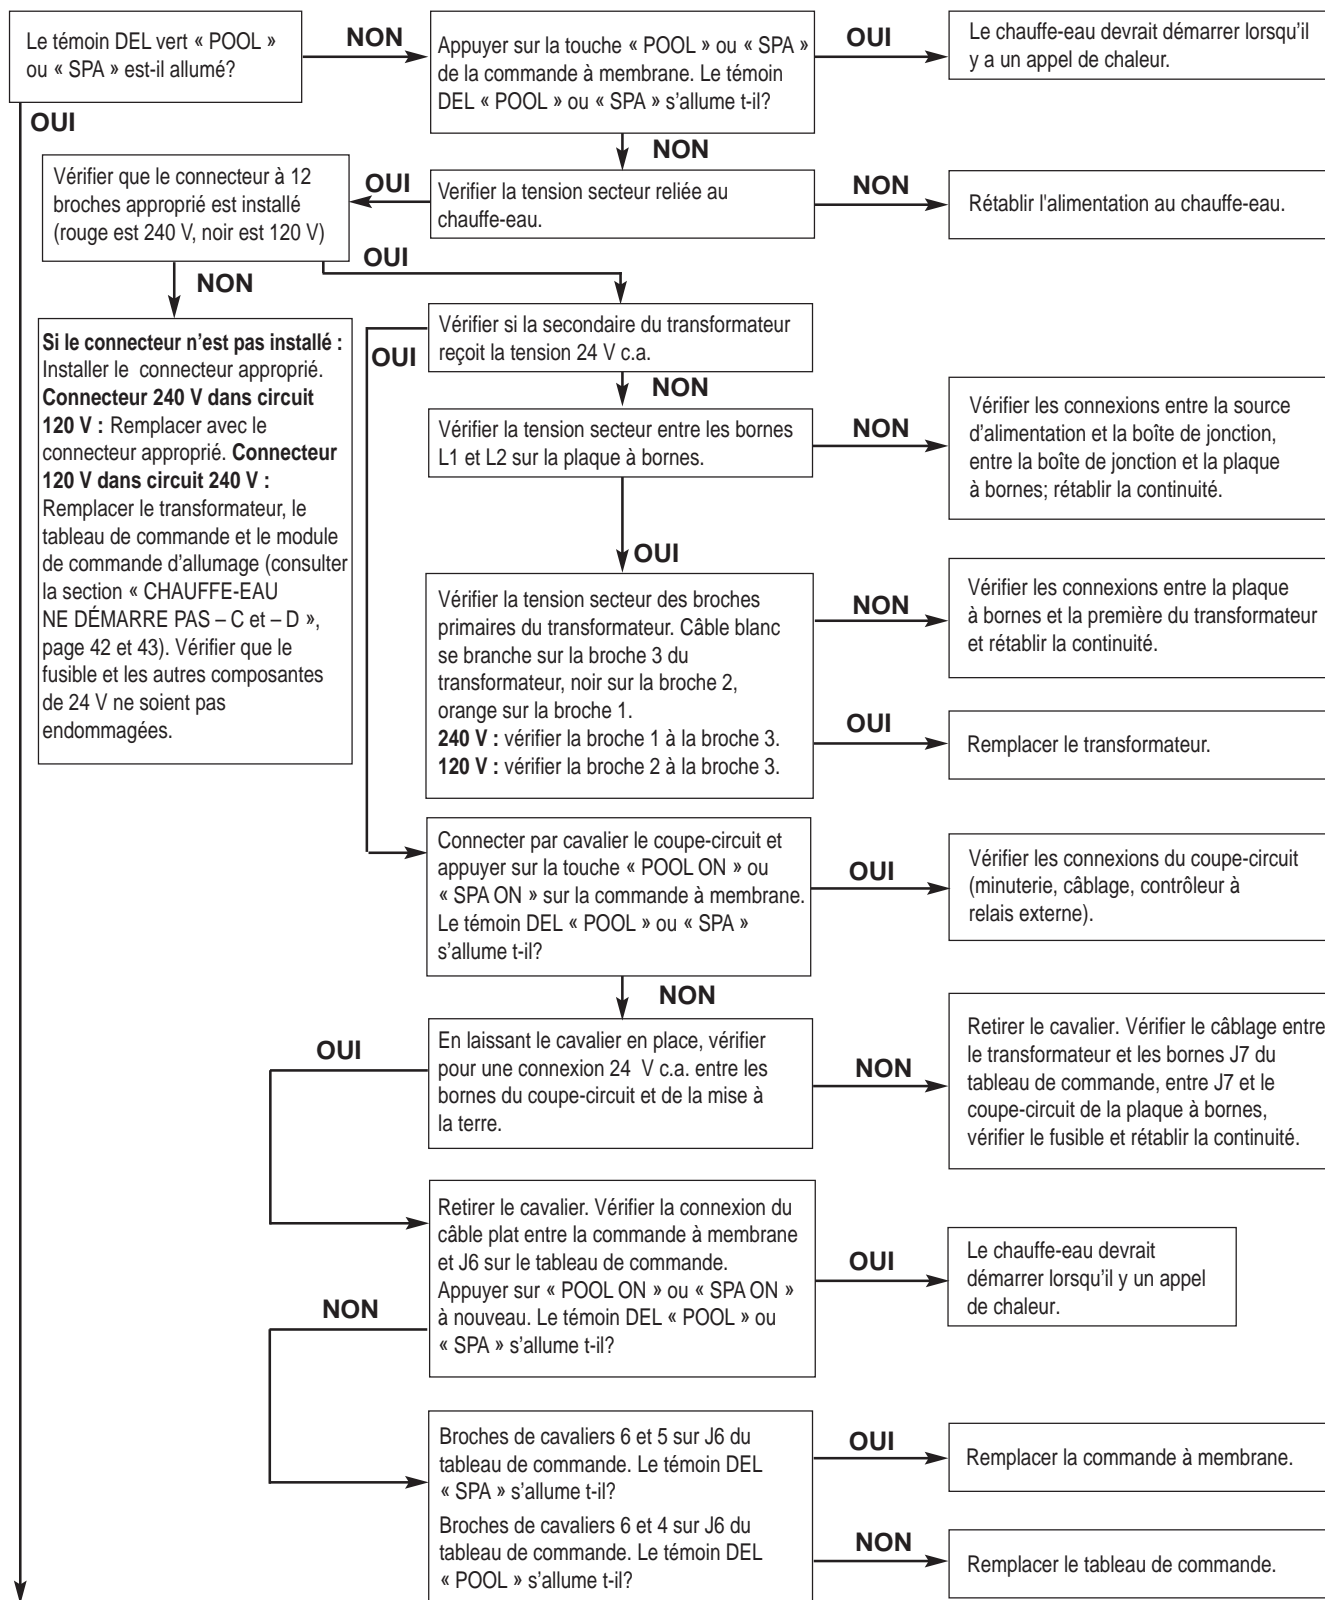 Le témoin DEL vert « POOL »
ou « SPA » est-il allumé?
NON
Appuyer sur la touche « POOL » ou « SPA »
de la commande à membrane. Le témoin
DEL « POOL » ou « SPA » s’allume t-il?
OUI
Le chauffe-eau devrait démarrer lorsqu’il
y a un appel de chaleur.
OUI
NON
Vérifier que le connecteur à 12
broches approprié est installé
(rouge est 240 V, noir est 120 V)
OUI
Verifier la tension secteur reliée au
chauffe-eau.
NON
Rétablir l'alimentation au chauffe-eau.
OUI
NON
Si le connecteur n’est pas installé :
Installer le connecteur approprié.
Connecteur 240 V dans circuit
120 V : Remplacer avec le
connecteur approprié. Connecteur
120 V dans circuit 240 V :
Remplacer le transformateur, le
tableau de commande et le module
de commande d’allumage (consulter
la section « CHAUFFE-EAU
NE DÉMARRE PAS – C et – D »,
page 42 et 43). Vérifier que le
fusible et les autres composantes
de 24 V ne soient pas
endommagées.
OUI
Vérifier si la secondaire du transformateur
reçoit la tension 24 V c.a.
NON
Vérifier la tension secteur entre les bornes
L1 et L2 sur la plaque à bornes.
NON
Vérifier les connexions entre la source
d’alimentation et la boîte de jonction,
entre la boîte de jonction et la plaque
à bornes; rétablir la continuité.
OUI
Vérifier la tension secteur des broches
primaires du transformateur. Câble blanc
se branche sur la broche 3 du
transformateur, noir sur la broche 2,
orange sur la broche 1.
240 V : vérifier la broche 1 à la broche 3.
120 V : vérifier la broche 2 à la broche 3.
NON
Vérifier les connexions entre la plaque
à bornes et la première du transformateur
et rétablir la continuité.
OUI
Remplacer le transformateur.
Connecter par cavalier le coupe-circuit et
appuyer sur la touche « POOL ON » ou
« SPA ON » sur la commande à membrane.
Le témoin DEL « POOL » ou « SPA »
s’allume t-il?
OUI
Vérifier les connexions du coupe-circuit
(minuterie, câblage, contrôleur à
relais externe).
NON
OUI
En laissant le cavalier en place, vérifier
pour une connexion 24 V c.a. entre les
bornes du coupe-circuit et de la mise à
la terre.
NON
Retirer le cavalier. Vérifier le câblage entre
le transformateur et les bornes J7 du
tableau de commande, entre J7 et le
coupe-circuit de la plaque à bornes,
vérifier le fusible et rétablir la continuité.
Retirer le cavalier. Vérifier la connexion du
câble plat entre la commande à membrane
et J6 sur le tableau de commande.
Appuyer sur « POOL ON » ou « SPA ON »
à nouveau. Le témoin DEL « POOL » ou
« SPA » s’allume t-il?
OUI
Le chauffe-eau devrait
démarrer lorsqu’il y un appel
de chaleur.
NON
Broches de cavaliers 6 et 5 sur J6 du
tableau de commande. Le témoin DEL
« SPA » s’allume t-il?
Broches de cavaliers 6 et 4 sur J6 du
tableau de commande. Le témoin DEL
« POOL » s’allume t-il?
OUI
Remplacer la commande à membrane.
NON
Remplacer le tableau de commande.